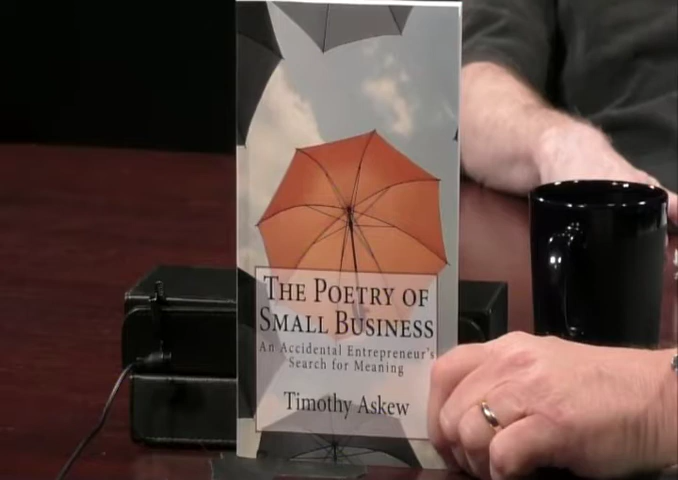 The Poetry of
Small Business
An Accidental Entrepreneur's
Search for Meaning
Timothy Askew